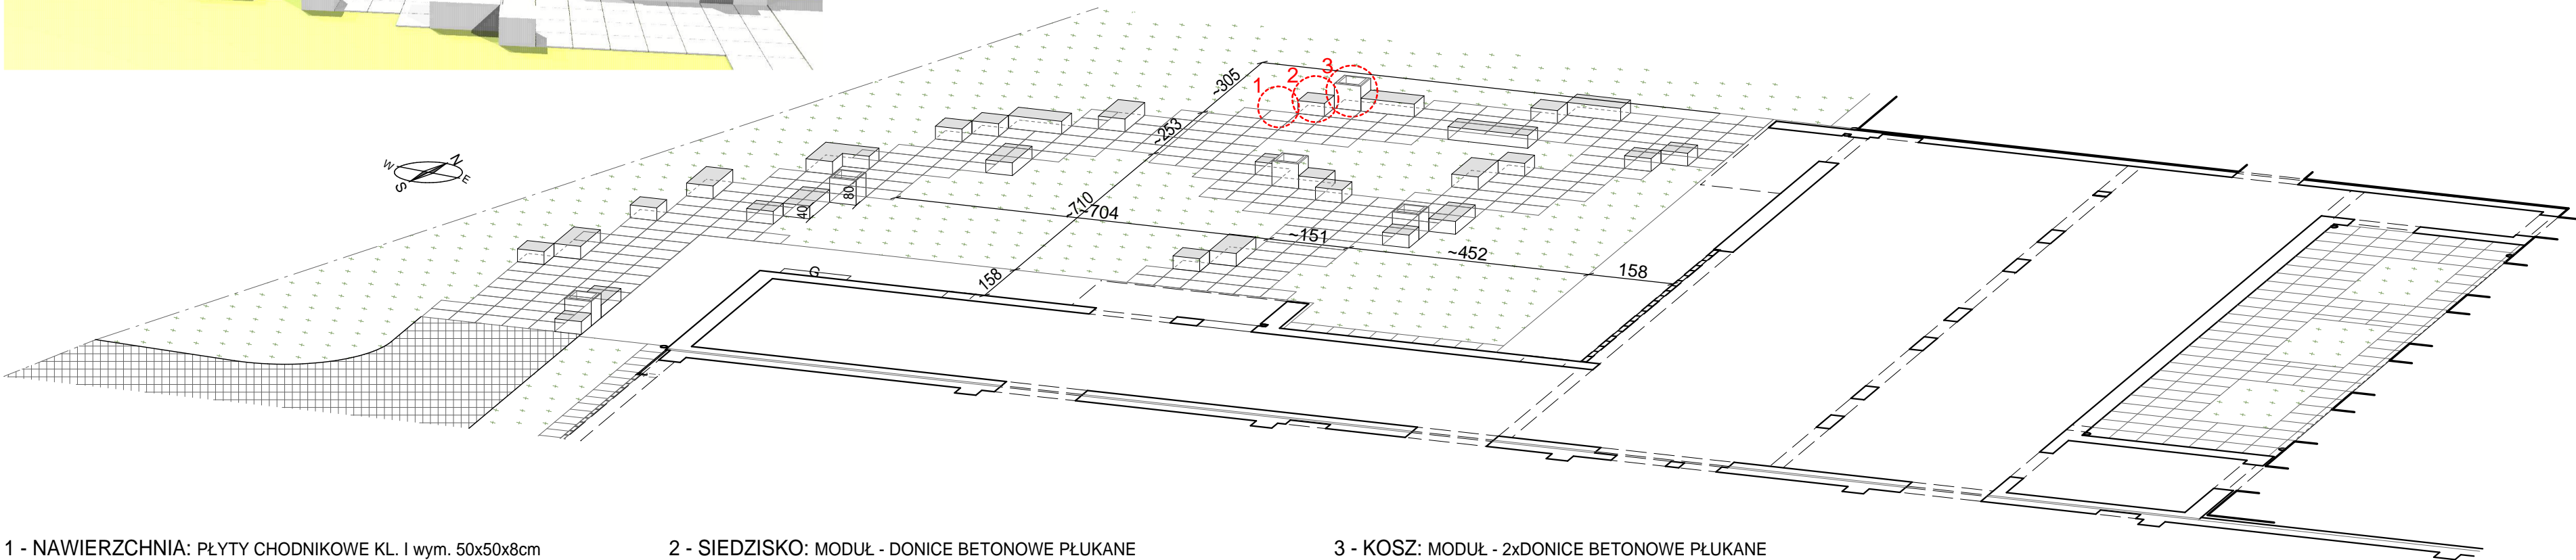 3
2
1
~305
~253
~710
~704
158
~151
~452
158
N
W
E
S
80
40
G
1 - NAWIERZCHNIA: PŁYTY CHODNIKOWE KL. I wym. 50x50x8cm
2 - SIEDZISKO: MODUŁ - DONICE BETONOWE PŁUKANE
3 - KOSZ: MODUŁ - 2xDONICE BETONOWE PŁUKANE